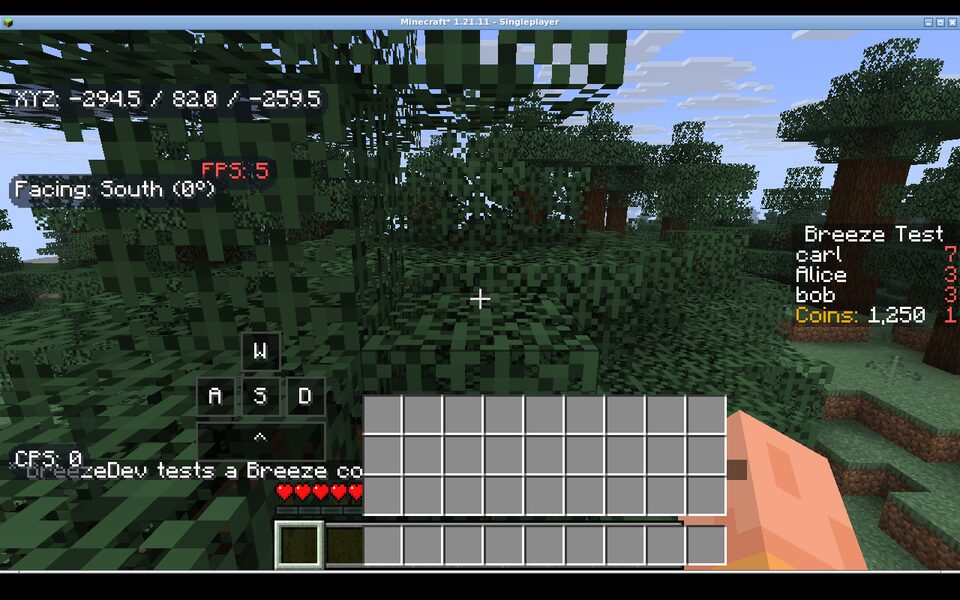 Minecraft* 1.21.11 - Singleplayer
XYZ: -294.5 / 82.0 / -259.5
FPS: 5
Facing: South (0°)
Breeze Test
carl 7
Alice 3
bob 3
Coins: 1,250 1
W
A S D
^
CPS: 0
BreezeDev tests a Breeze co